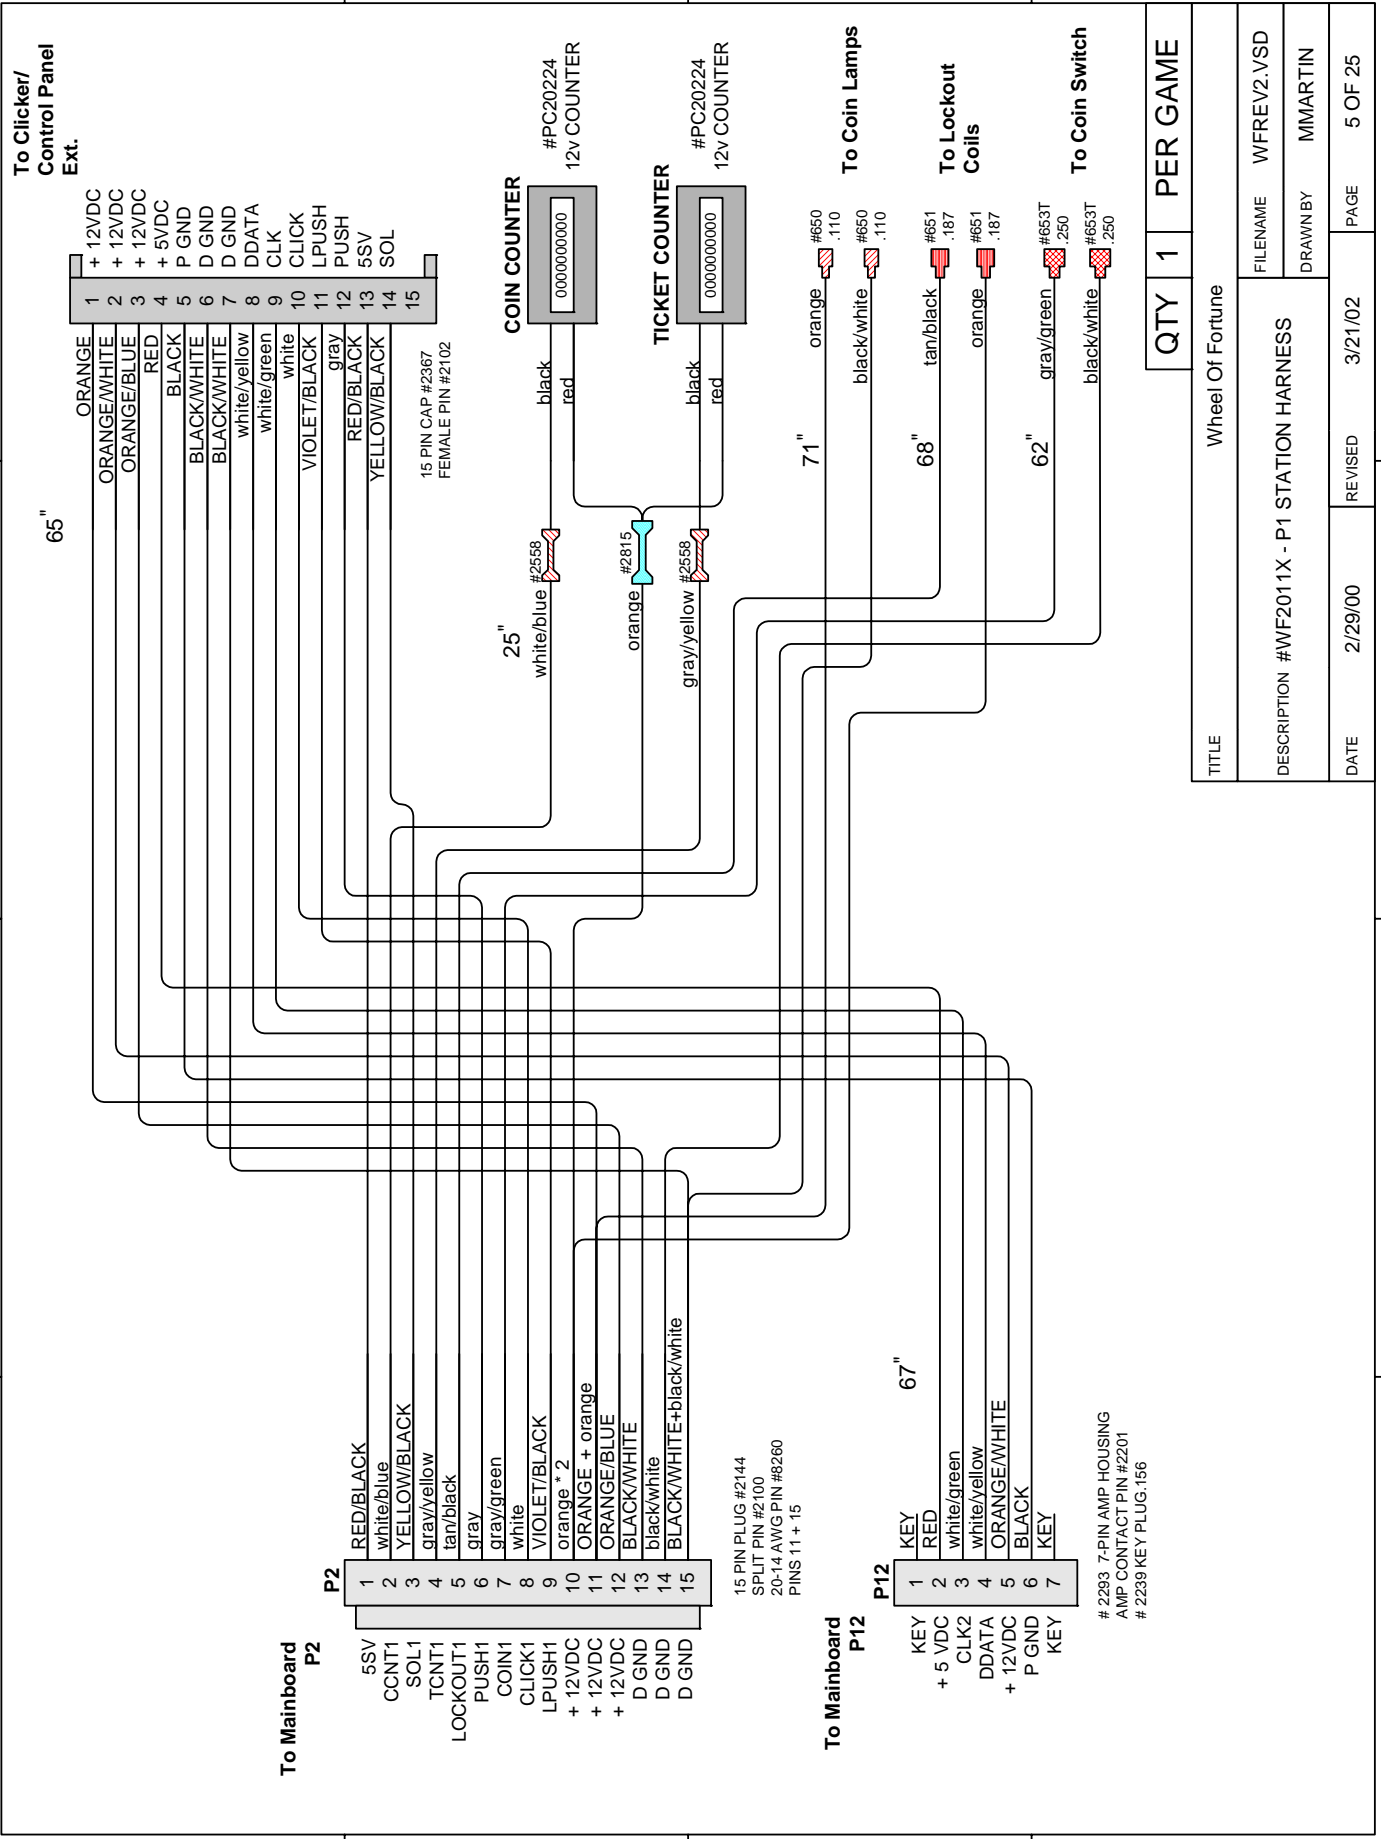 To Mainboard
P2
P2
5SV 1 RED/BLACK
CCNT1 2 white/blue
SOL1 3 YELLOW/BLACK
TCNT1 4 gray/yellow
LOCKOUT1 5 tan/black
PUSH1 6 gray
COIN1 7 gray/green
CLICK1 8 white
LPUSH1 9 VIOLET/BLACK
+ 12VDC 10 orange * 2
+ 12VDC 11 ORANGE + orange
+ 12VDC 12 ORANGE/BLUE
D GND 13 BLACK/WHITE
D GND 14 black/white
D GND 15 BLACK/WHITE+black/white
15 PIN PLUG #2144
SPLIT PIN #2100
20-14 AWG PIN #8260
PINS 11 + 15
To Mainboard
P12
P12
67"
KEY 1 KEY
+ 5 VDC 2 RED
CLK2 3 white/green
DDATA 4 white/yellow
+ 12VDC 5 ORANGE/WHITE
P GND 6 BLACK
KEY 7 KEY
# 2293 7-PIN AMP HOUSING
AMP CONTACT PIN #2201
# 2239 KEY PLUG.156
To Clicker/
Control Panel
Ext.
65"
ORANGE 1 + 12VDC
ORANGE/WHITE 2 + 12VDC
ORANGE/BLUE 3 + 12VDC
RED 4 + 5VDC
BLACK 5 P GND
BLACK/WHITE 6 D GND
BLACK/WHITE 7 D GND
white/yellow 8 DDATA
white/green 9 CLK
white 10 CLICK
VIOLET/BLACK 11 LPUSH
gray 12 PUSH
RED/BLACK 13 5SV
YELLOW/BLACK 14 SOL
15
15 PIN CAP #2367
FEMALE PIN #2102
COIN COUNTER
#PC20224
12v COUNTER
0000000000
black
red
25"
white/blue
#2558
orange
#2815
TICKET COUNTER
#PC20224
12v COUNTER
0000000000
black
red
gray/yellow
#2558
71"
orange
#650
.110
black/white
#650
.110
To Coin Lamps
68"
tan/black
#651
.187
orange
#651
.187
To Lockout
Coils
62"
gray/green
#653T
.250
black/white
#653T
.250
To Coin Switch
QTY 1 PER GAME
TITLE Wheel Of Fortune
DESCRIPTION #WF2011X - P1 STATION HARNESS
FILENAME WFREV2.VSD
DRAWN BY MMARTIN
DATE 2/29/00
REVISED 3/21/02
PAGE 5 OF 25